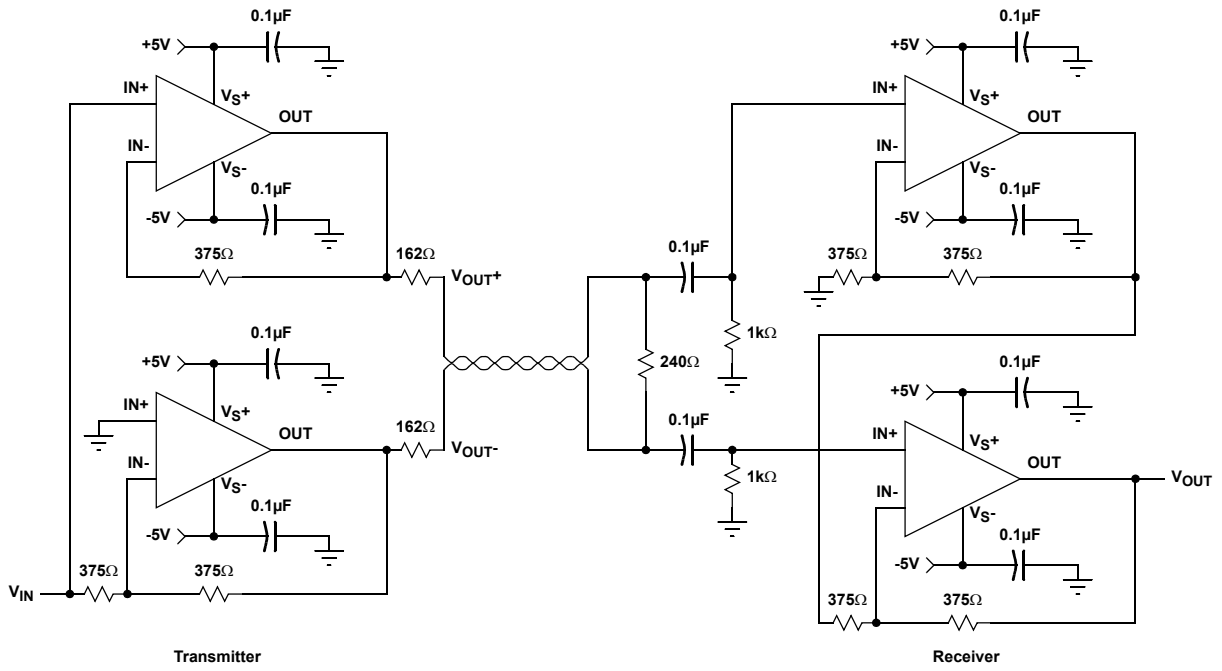 0.1µF
+5V
IN+
VS+
OUT
IN-
VS-
0.1µF
-5V
375Ω
162Ω
VOUT+
0.1µF
+5V
IN+
VS+
OUT
162Ω
VOUT-
IN-
VS-
0.1µF
-5V
375Ω
375Ω
VIN
Transmitter
0.1µF
240Ω
0.1µF
1kΩ
1kΩ
0.1µF
+5V
IN+
VS+
OUT
IN-
VS-
0.1µF
-5V
375Ω
375Ω
0.1µF
+5V
IN+
VS+
OUT
VOUT
IN-
VS-
0.1µF
-5V
375Ω
375Ω
Receiver